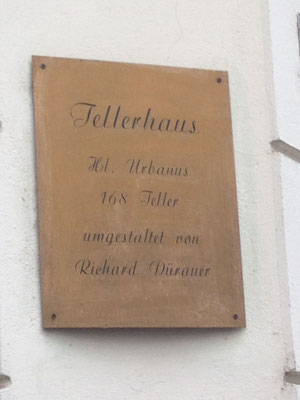 Tellerhaus
Hl. Urbanus
168 Teller
umgestaltet von
Richard Dürauer